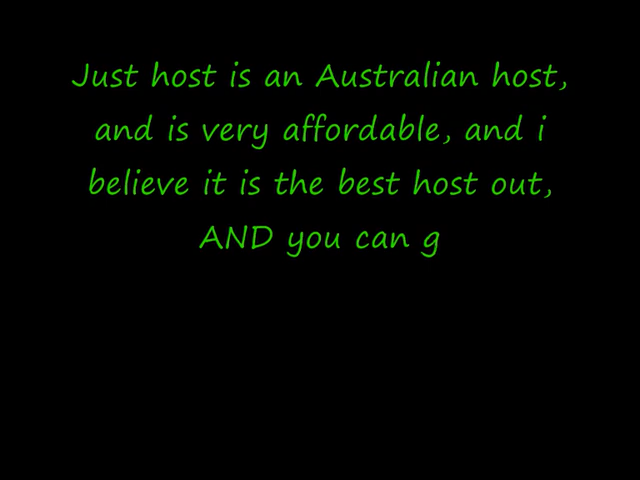 Just host is an Australian host,
and is very affordable, and i
believe it is the best host out,
AND you can g